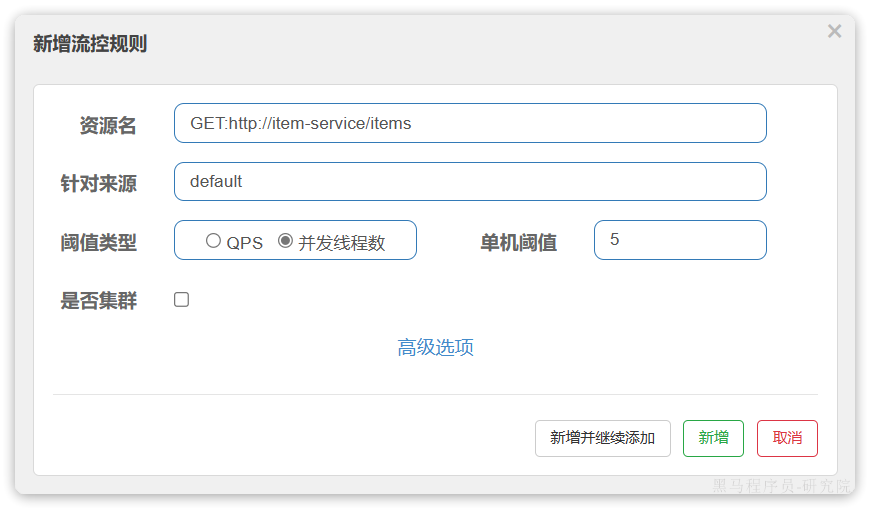 新增流控规则
×
资源名 GET:http://item-service/items
针对来源 default
阈值类型 QPS 并发线程数 单机阈值 5
是否集群
高级选项
新增并继续添加 新增 取消
黑马程序员-研究院